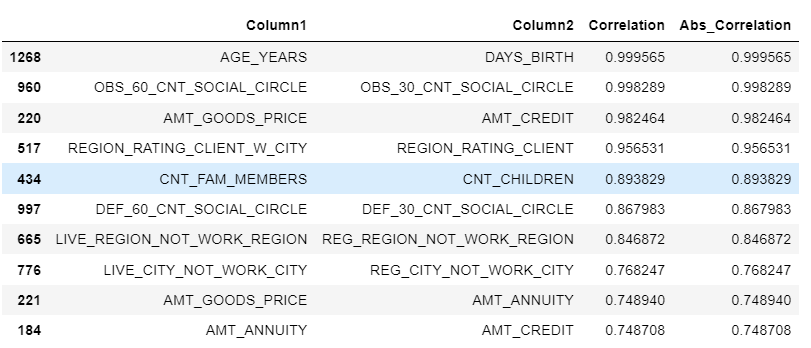 Column1 Column2 Correlation Abs_Correlation
1268 AGE_YEARS DAYS_BIRTH 0.999565 0.999565
960 OBS_60_CNT_SOCIAL_CIRCLE OBS_30_CNT_SOCIAL_CIRCLE 0.998289 0.998289
220 AMT_GOODS_PRICE AMT_CREDIT 0.982464 0.982464
517 REGION_RATING_CLIENT_W_CITY REGION_RATING_CLIENT 0.956531 0.956531
434 CNT_FAM_MEMBERS CNT_CHILDREN 0.893829 0.893829
997 DEF_60_CNT_SOCIAL_CIRCLE DEF_30_CNT_SOCIAL_CIRCLE 0.867983 0.867983
665 LIVE_REGION_NOT_WORK_REGION REG_REGION_NOT_WORK_REGION 0.846872 0.846872
776 LIVE_CITY_NOT_WORK_CITY REG_CITY_NOT_WORK_CITY 0.768247 0.768247
221 AMT_GOODS_PRICE AMT_ANNUITY 0.748940 0.748940
184 AMT_ANNUITY AMT_CREDIT 0.748708 0.748708